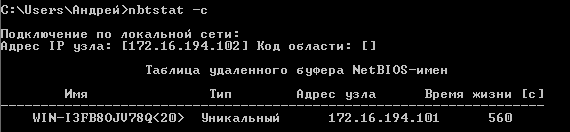 C:\Users\Андрей>nbtstat -c
Подключение по локальной сети:
Адрес IP узла: [172.16.194.102] Код области: []
Таблица удаленного буфера NetBIOS-имен
Имя Тип Адрес узла Время жизни [с]
------------------------------------------------------------
WIN-I3FB8OJU78Q<20> Уникальный 172.16.194.101 560